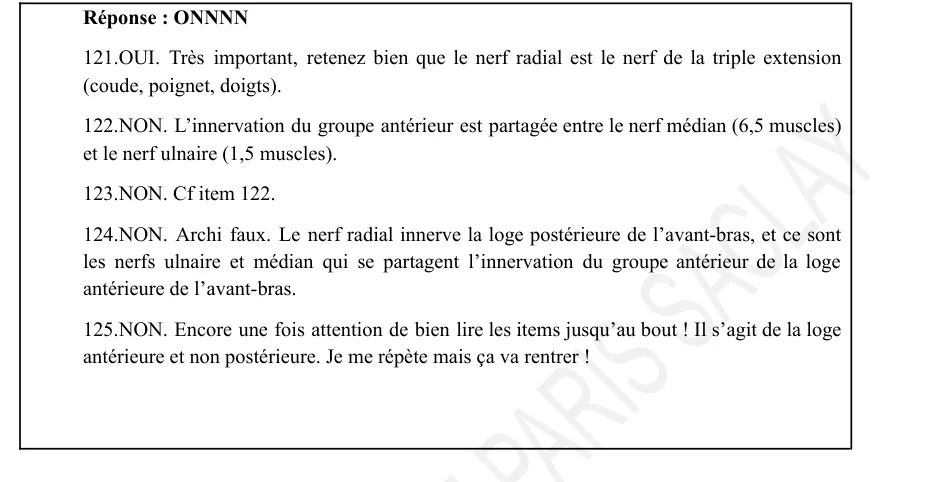 Réponse : ONNNN
121.OUI. Très important, retenez bien que le nerf radial est le nerf de la triple extension
(coude, poignet, doigts).
122.NON. L’innervation du groupe antérieur est partagée entre le nerf médian (6,5 muscles)
et le nerf ulnaire (1,5 muscles).
123.NON. Cf item 122.
124.NON. Archi faux. Le nerf radial innerve la loge postérieure de l’avant-bras, et ce sont
les nerfs ulnaire et médian qui se partagent l’innervation du groupe antérieur de la loge
antérieure de l’avant-bras.
125.NON. Encore une fois attention de bien lire les items jusqu’au bout ! Il s’agit de la loge
antérieure et non postérieure. Je me répète mais ça va rentrer !
PARIS SACLAY